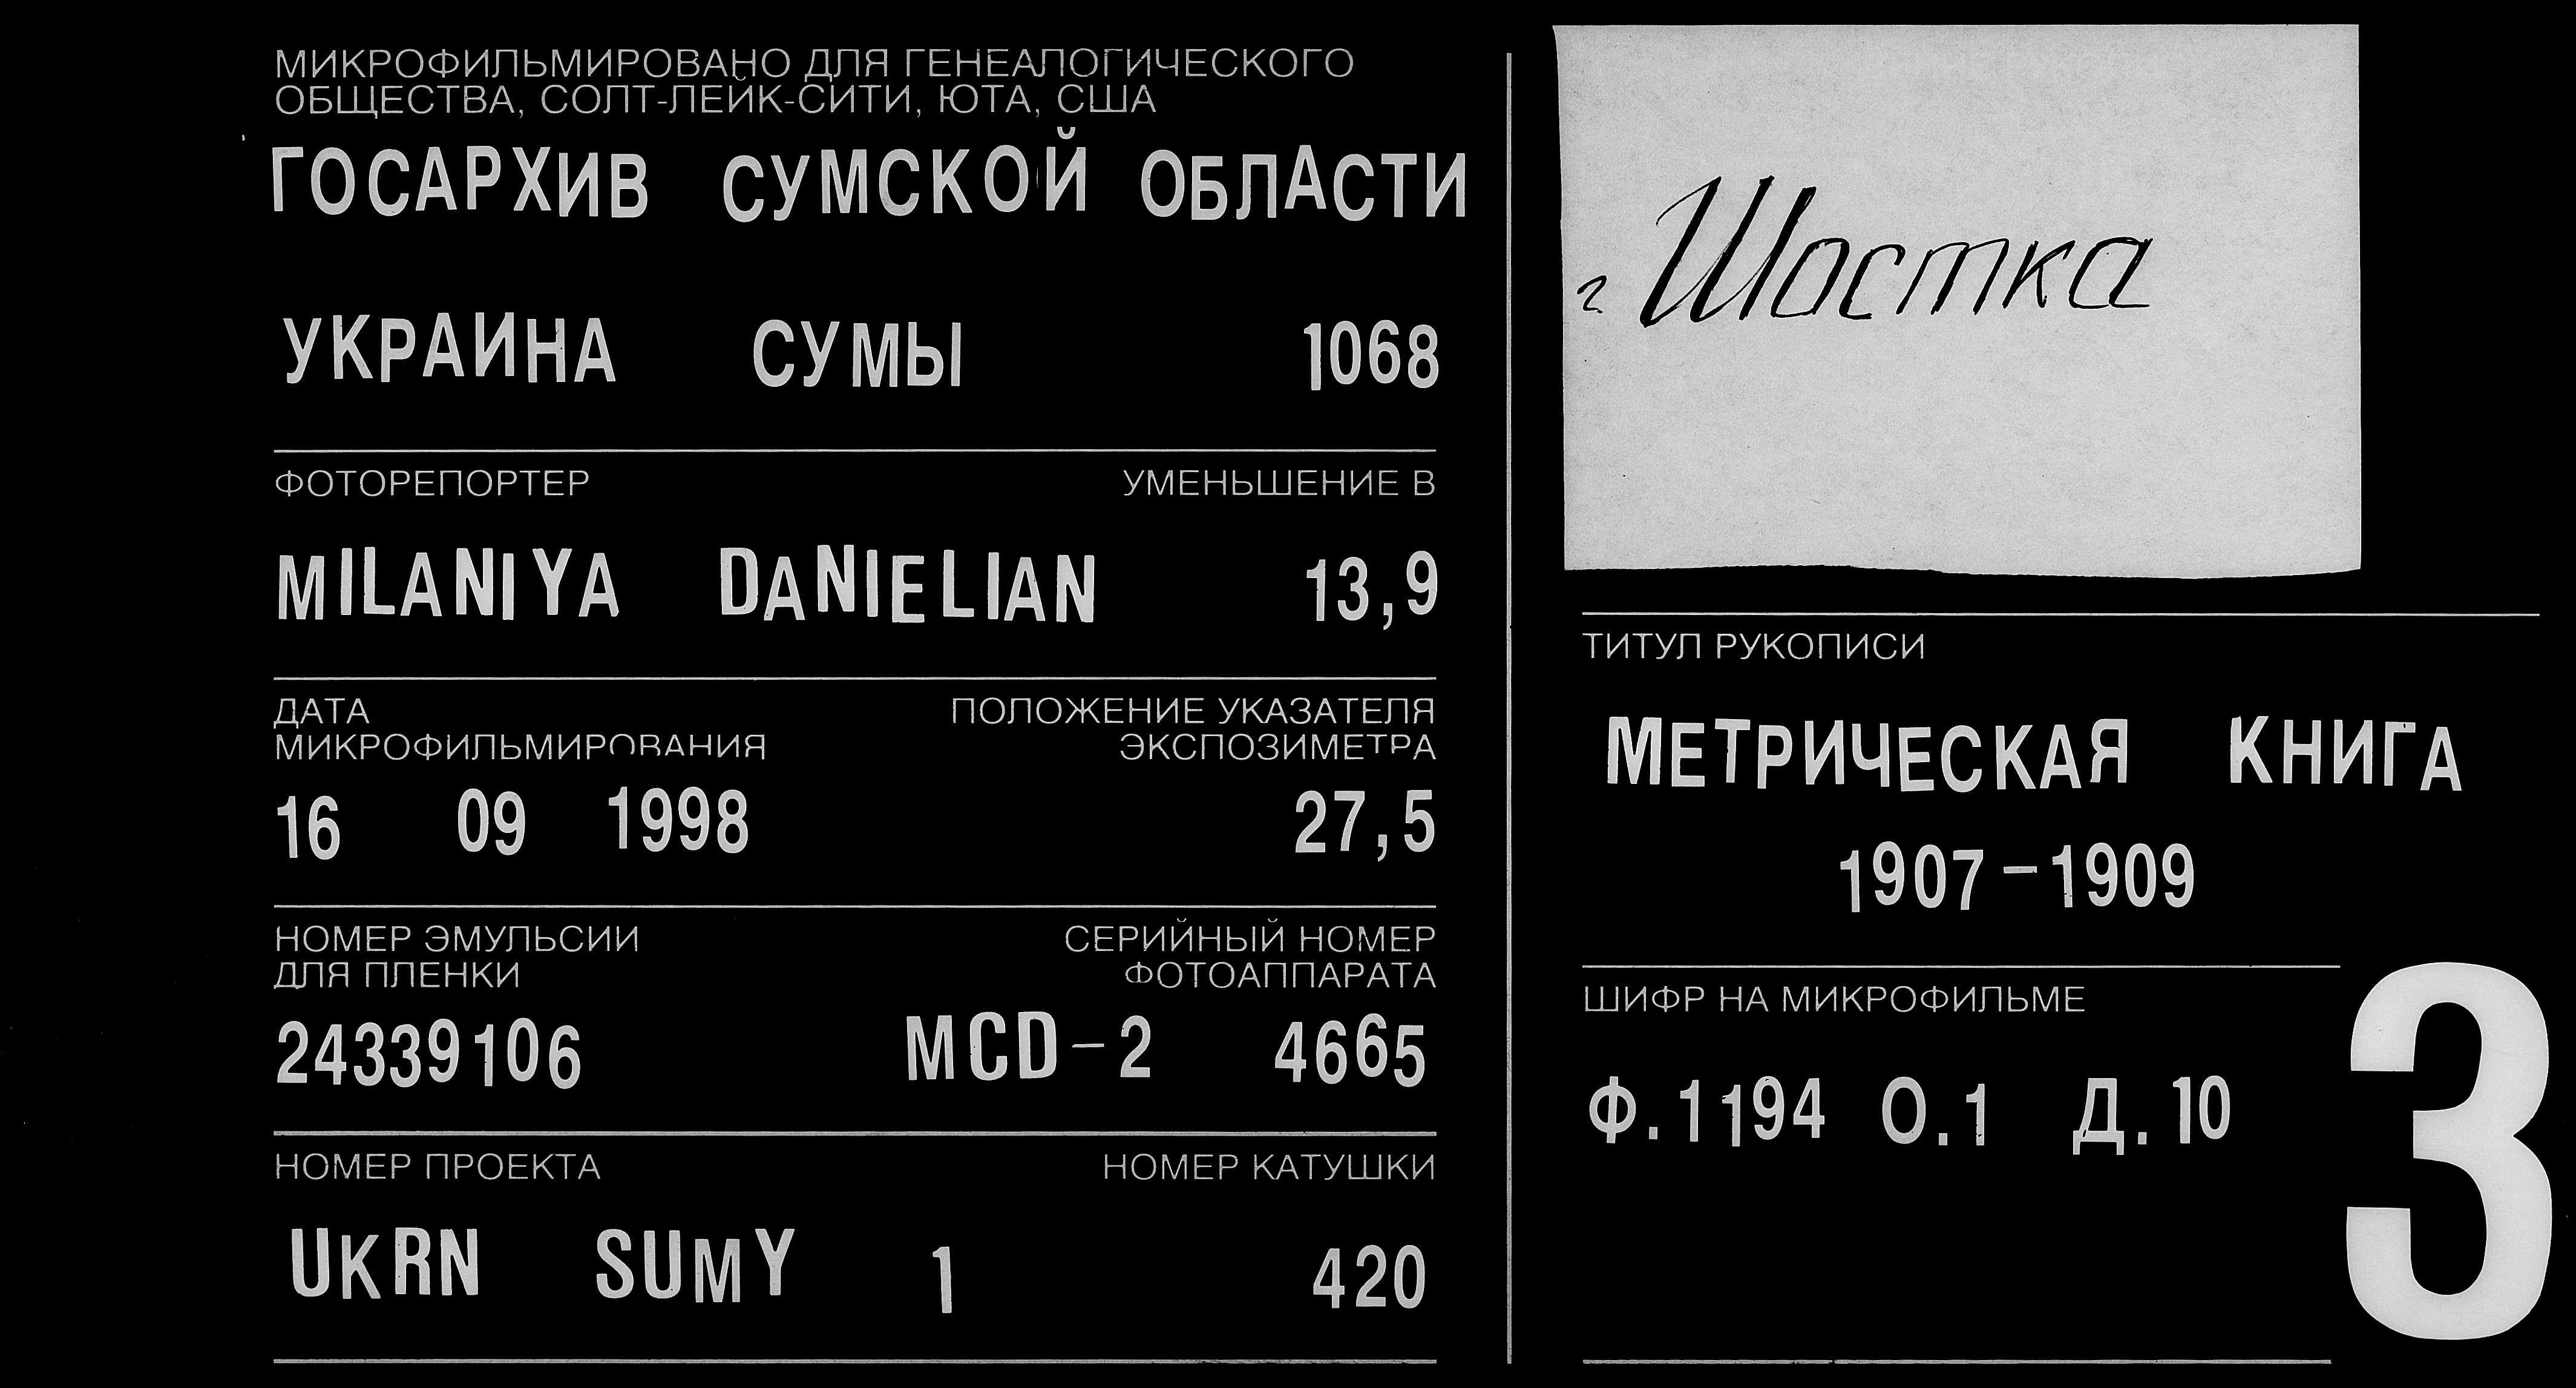 МИКРОФИЛЬМИРОВАНО ДЛЯ ГЕНЕАЛОГИЧЕСКОГО
ОБЩЕСТВА, СОЛТ-ЛЕЙК-СИТИ, ЮТА, США
ГОСАРХИВ СУМСКОЙ ОБЛАСТИ
УКРАИНА СУМЫ 1068
ФОТОРЕПОРТЕР УМЕНЬШЕНИЕ В
MILANIYA DANIELIAN 13,9
ДАТА ПОЛОЖЕНИЕ УКАЗАТЕЛЯ
МИКРОФИЛЬМИРОВАНИЯ ЭКСПОЗИМЕТРА
16 09 1998 27,5
НОМЕР ЭМУЛЬСИИ СЕРИЙНЫЙ НОМЕР
ДЛЯ ПЛЕНКИ ФОТОАППАРАТА
24339106 MCD-2 4665
НОМЕР ПРОЕКТА НОМЕР КАТУШКИ
UKRN SUMY 1 420
г Шостка
ТИТУЛ РУКОПИСИ
МЕТРИЧЕСКАЯ КНИГА
1907-1909
ШИФР НА МИКРОФИЛЬМЕ
Ф.1194 О.1 Д.10
3